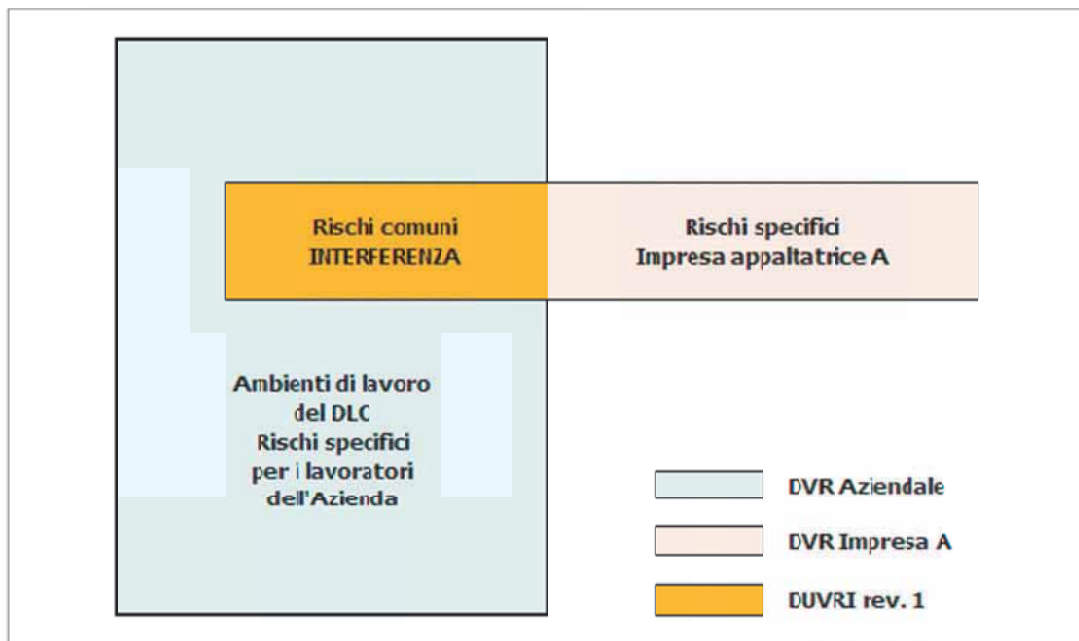 Rischi comuni
INTERFERENZA
Rischi specifici
Impresa appaltatrice A
Ambienti di lavoro
del DLC
Rischi specifici
per i lavoratori
dell'Azienda
DVR Aziendale
DVR Impresa A
DUVRI rev. 1